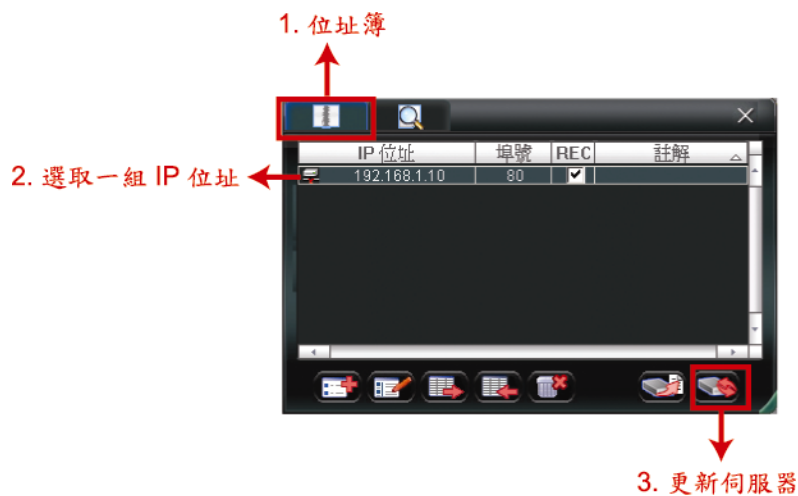 1. 位址簿
IP 位址 埠號 REC 註解
2. 選取一組 IP 位址
192.168.1.10 80
3. 更新伺服器